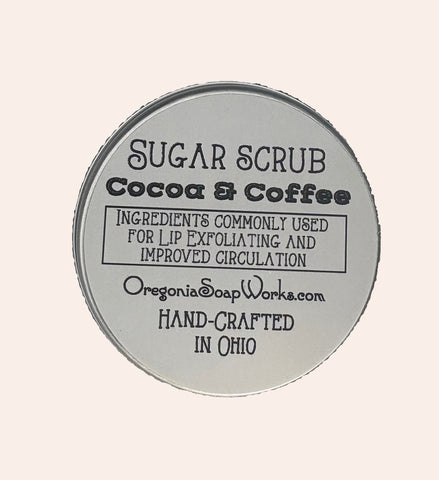 Sugar Scrub
Cocoa & Coffee
Ingredients commonly used
for Lip Exfoliating and
improved circulation
OregoniaSoapWorks.com
Hand-Crafted
in Ohio